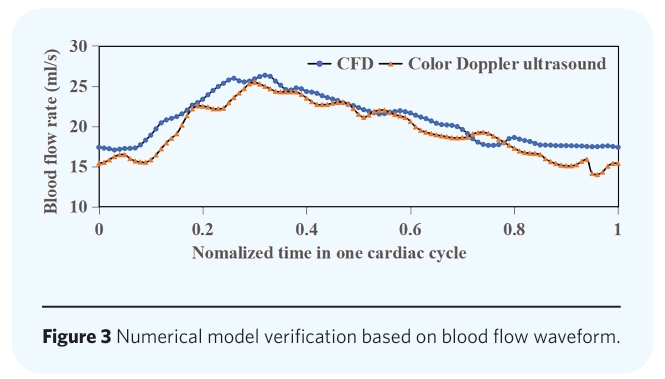 30
25
20
15
10
Blood flow rate (ml/s)
CFD
Color Doppler ultrasound
0
0.2
0.4
0.6
0.8
1
Nomalized time in one cardiac cycle
Figure 3 Numerical model verification based on blood flow waveform.